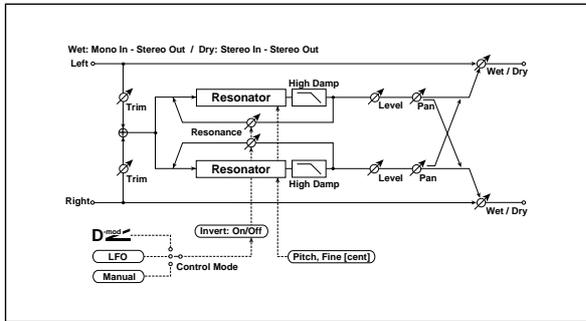 Wet: Mono In - Stereo Out / Dry: Stereo In - Stereo Out
Left
Wet / Dry
High Damp
Resonator
Trim
Level
Pan
Resonance
Resonator
Trim
High Damp
Level
Pan
Right
Wet / Dry
D-mod
Invert: On/Off
LFO
Control Mode
Pitch, Fine [cent]
Manual